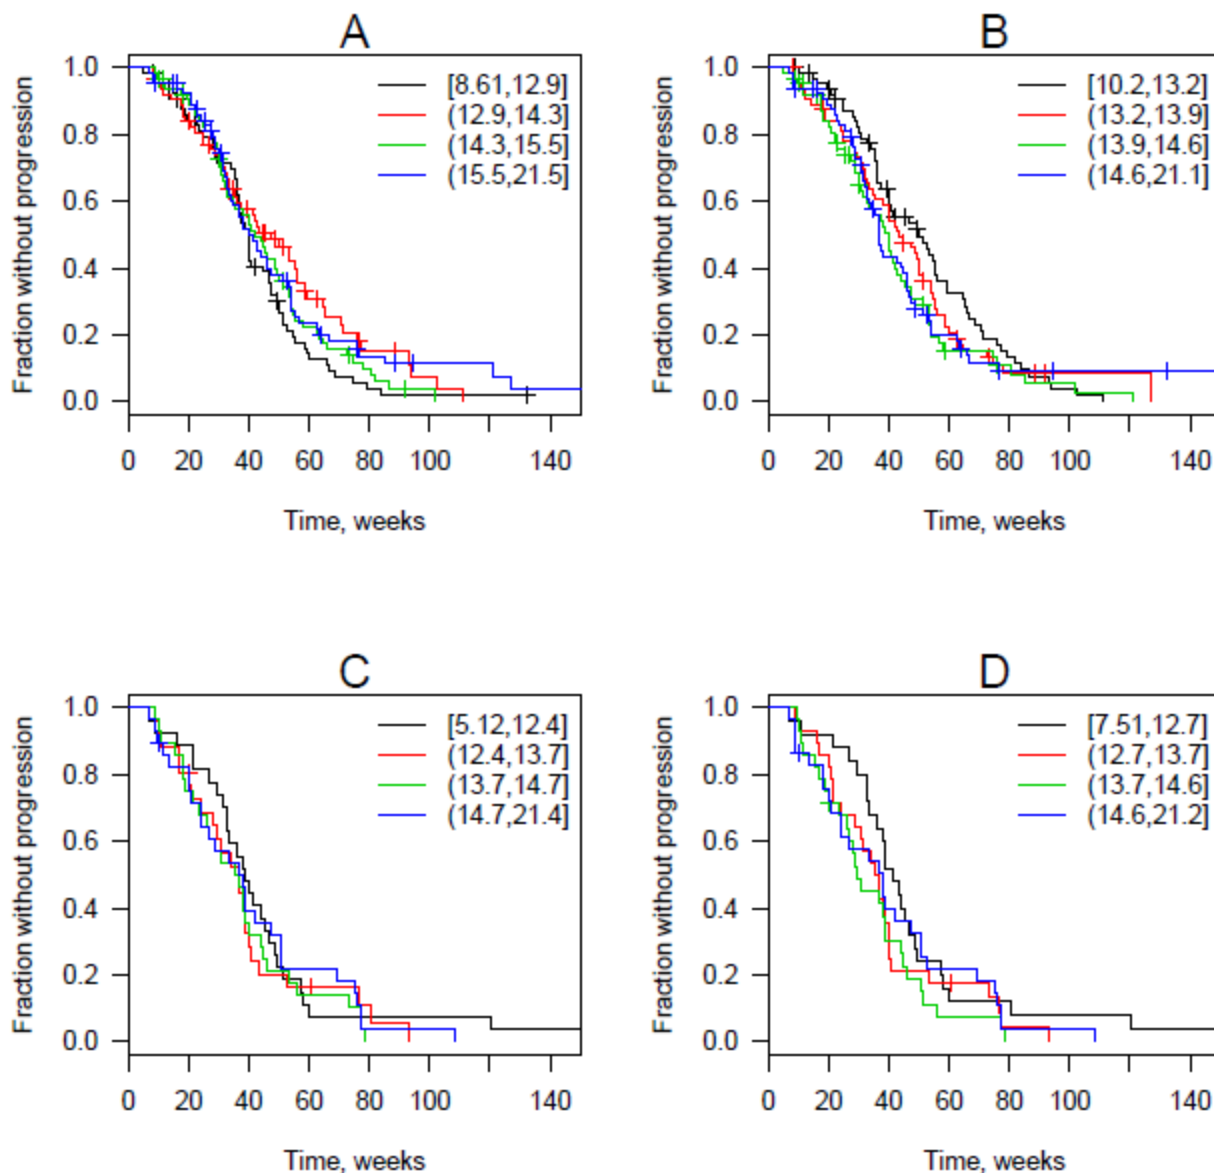 A
Fraction without progression
1.0
0.8
0.6
0.4
0.2
0.0
[8.61,12.9]
(12.9,14.3]
(14.3,15.5]
(15.5,21.5]
0 20 40 60 80 100 140
Time, weeks
B
Fraction without progression
1.0
0.8
0.6
0.4
0.2
0.0
[10.2,13.2]
(13.2,13.9]
(13.9,14.6]
(14.6,21.1]
0 20 40 60 80 100 140
Time, weeks
C
Fraction without progression
1.0
0.8
0.6
0.4
0.2
0.0
[5.12,12.4]
(12.4,13.7]
(13.7,14.7]
(14.7,21.4]
0 20 40 60 80 100 140
Time, weeks
D
Fraction without progression
1.0
0.8
0.6
0.4
0.2
0.0
[7.51,12.7]
(12.7,13.7]
(13.7,14.6]
(14.6,21.2]
0 20 40 60 80 100 140
Time, weeks